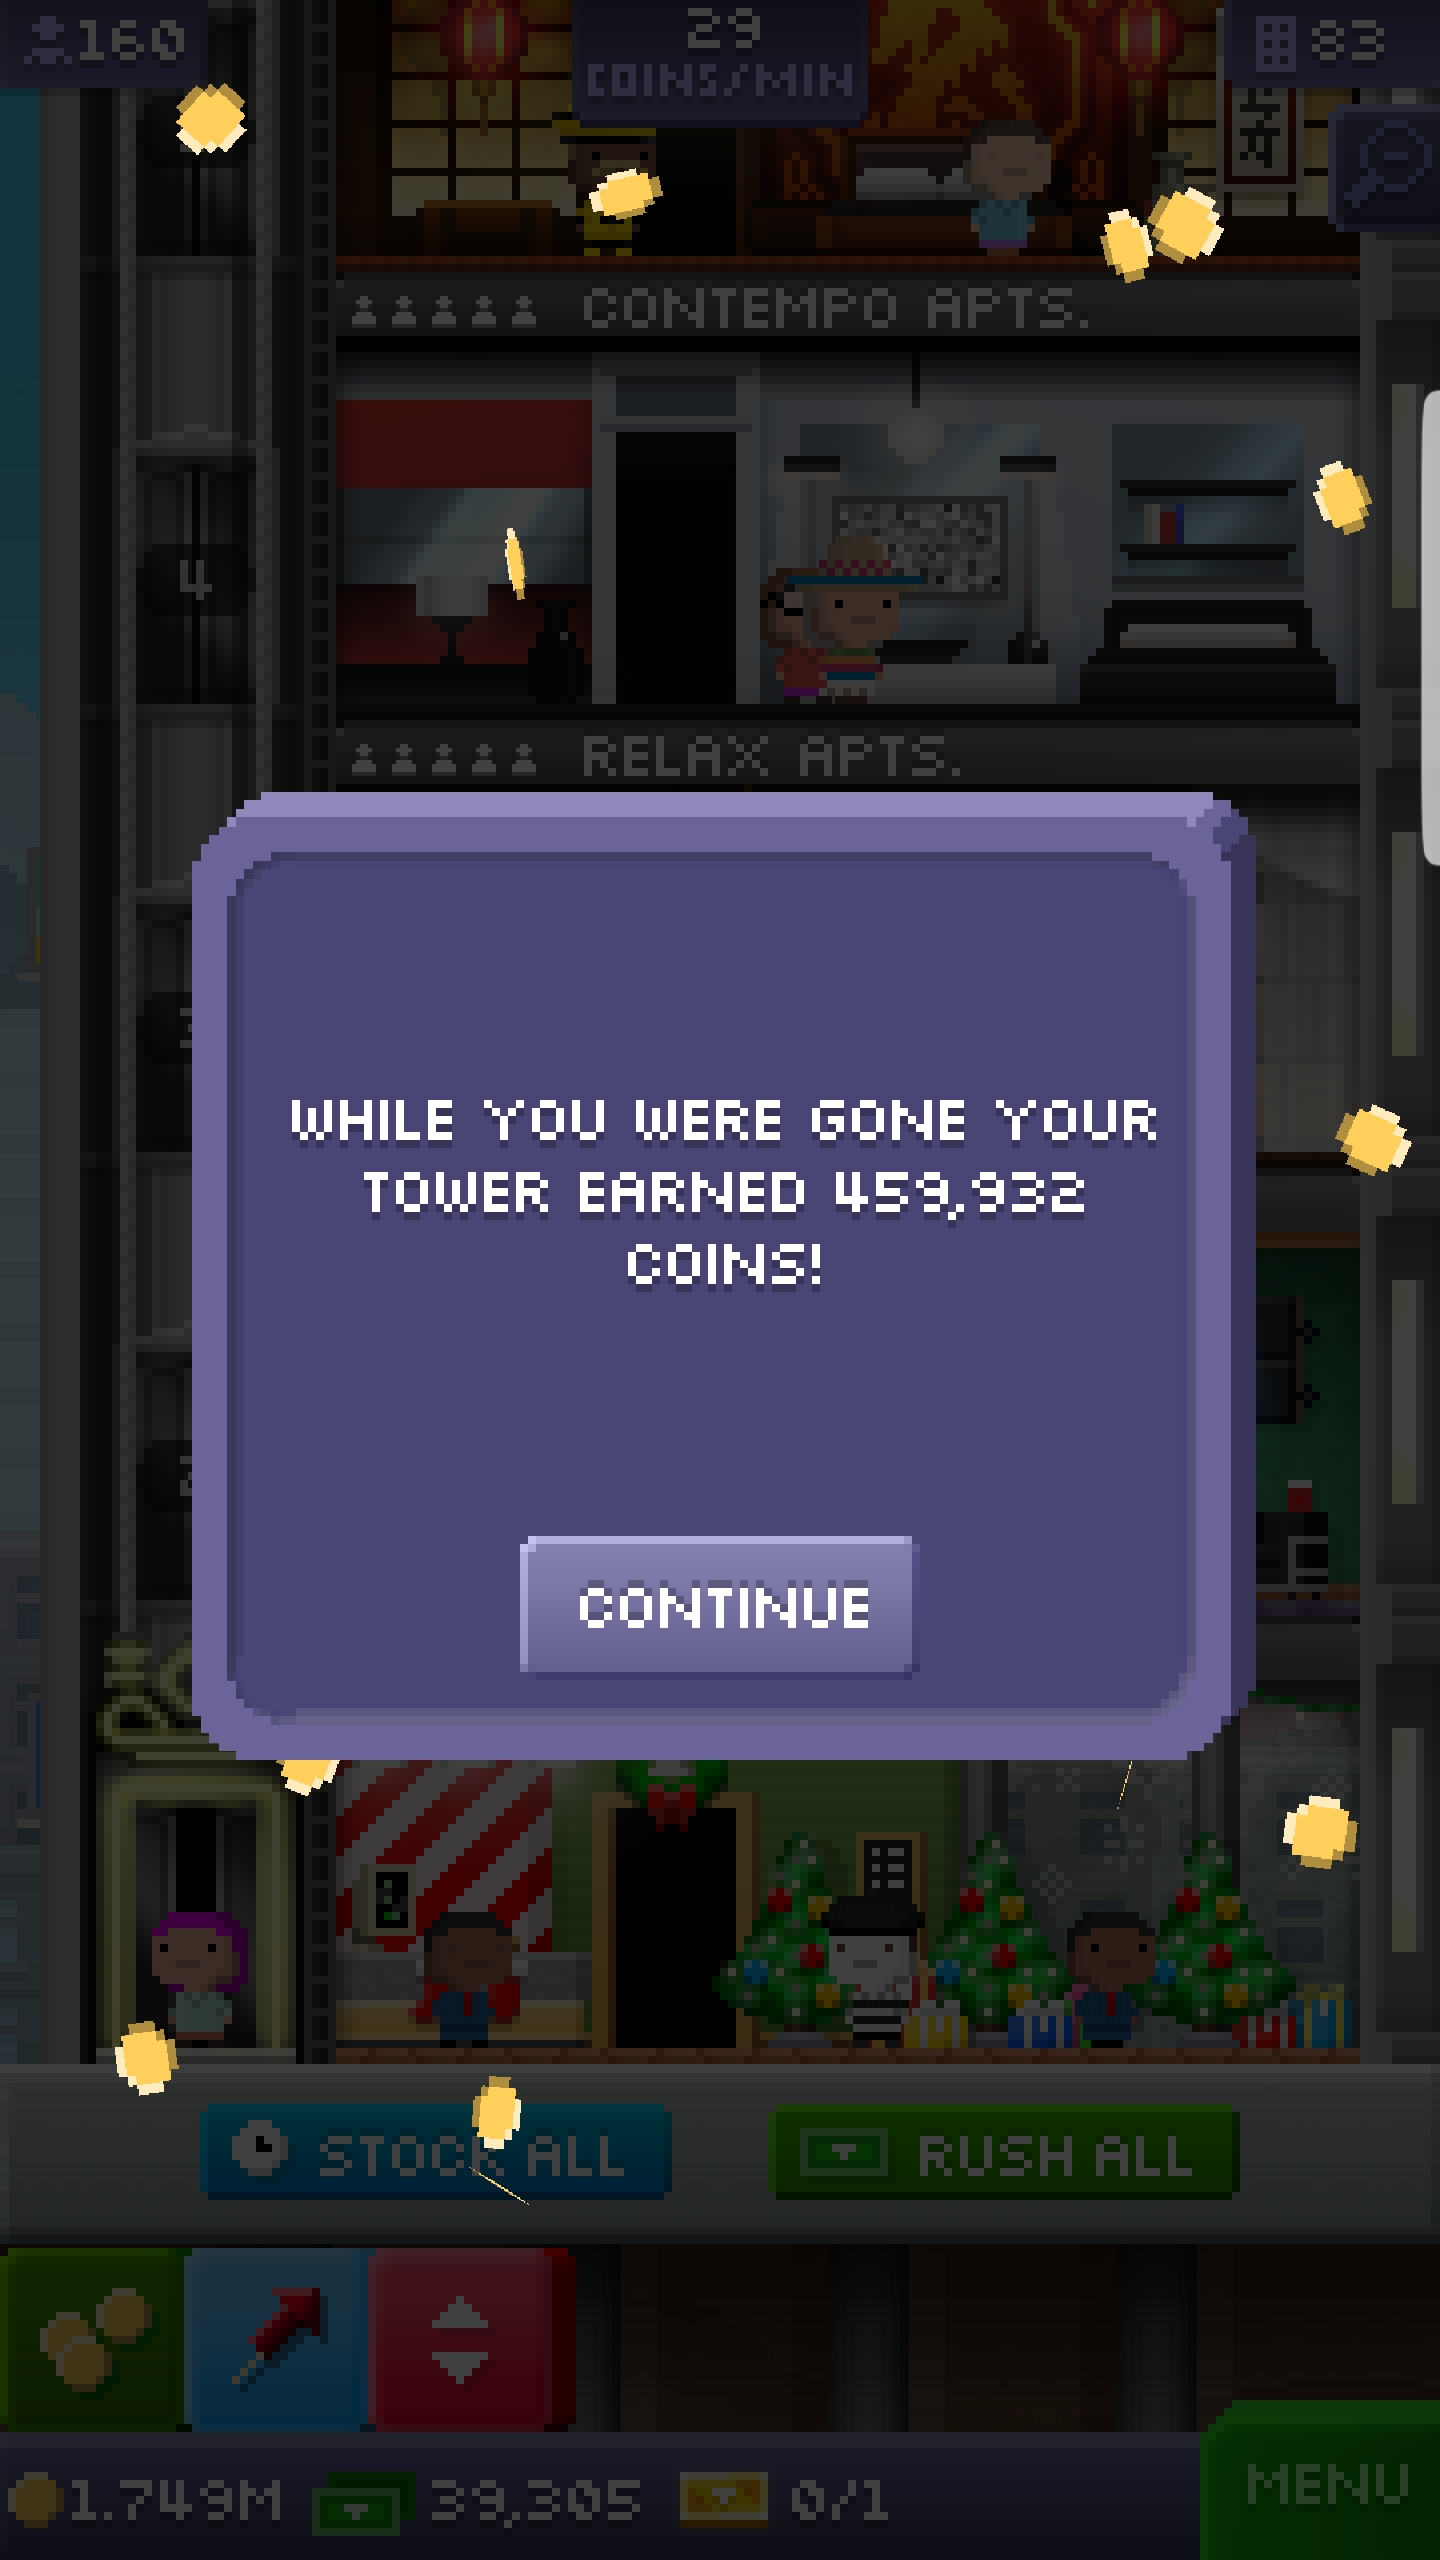 160
29
COINS/MIN
83
CONTEMPO APTS.
4
RELAX APTS.
WHILE YOU WERE GONE YOUR
TOWER EARNED 459,932
COINS!
CONTINUE
STOCK ALL
RUSH ALL
1.749M
39,305
0/1
MENU